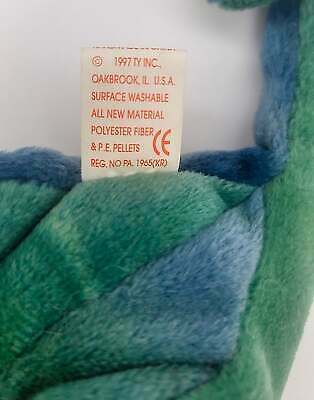 © 1997 TY INC.,
OAKBROOK, IL. U.S.A.
SURFACE WASHABLE
ALL NEW MATERIAL
POLYESTER FIBER
& P.E. PELLETS CE
REG. NO PA. 1965(KR)